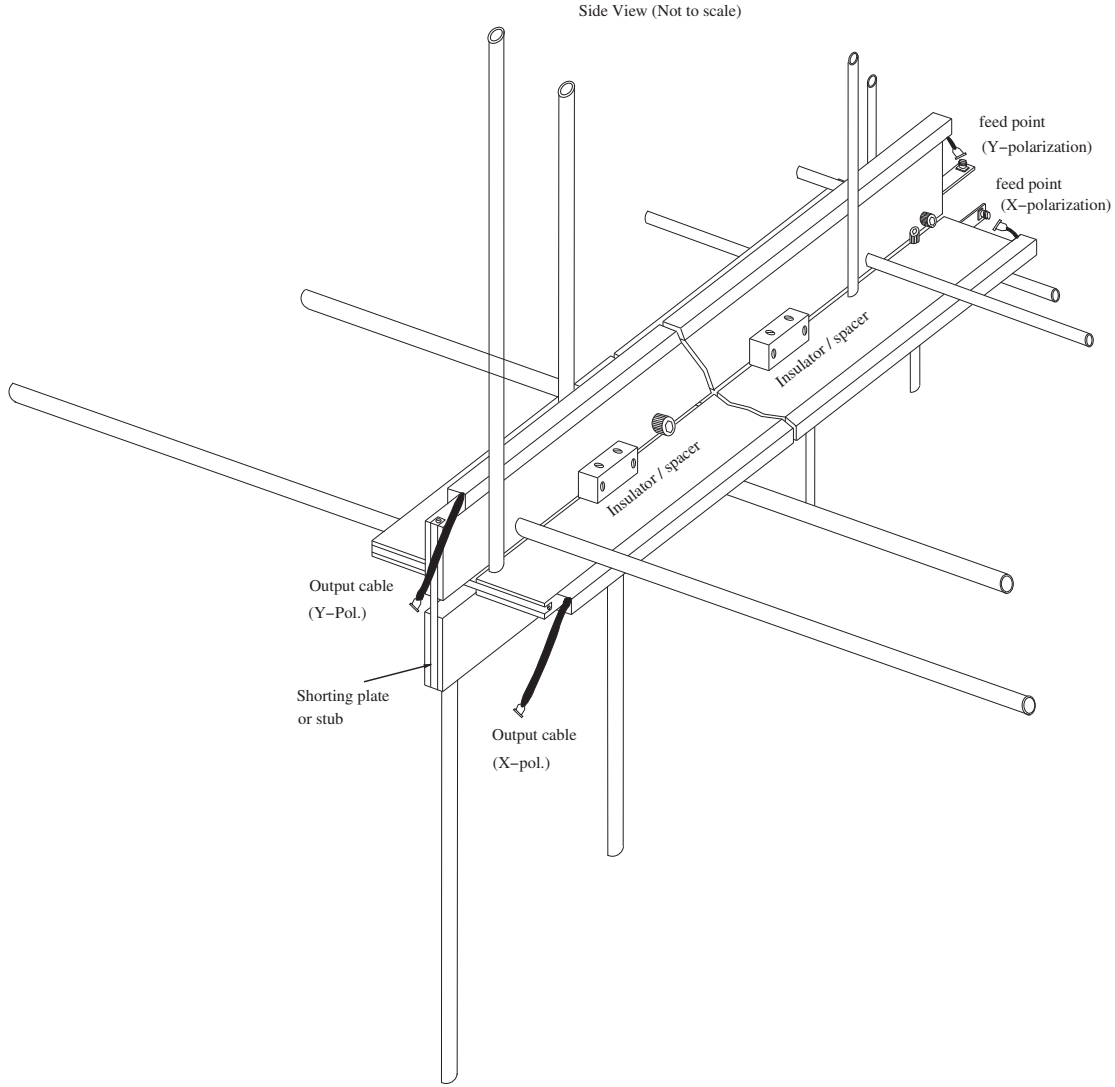 Side View (Not to scale)
feed point
(Y−polarization)
feed point
(X−polarization)
Insulator / spacer
Insulator / spacer
Output cable
(Y−Pol.)
Shorting plate
or stub
Output cable
(X−pol.)